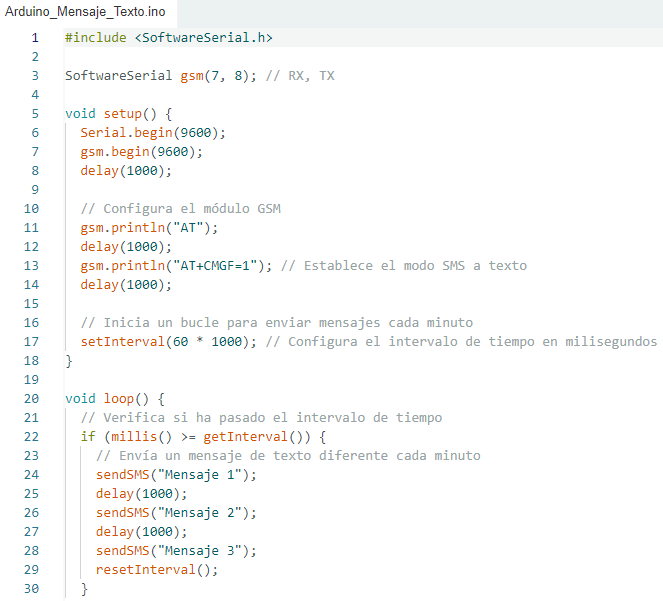 Arduino_Mensaje_Texto.ino
1 #include <SoftwareSerial.h>
2
3 SoftwareSerial gsm(7, 8); // RX, TX
4
5 void setup() {
6   Serial.begin(9600);
7   gsm.begin(9600);
8   delay(1000);
9
10   // Configura el módulo GSM
11   gsm.println("AT");
12   delay(1000);
13   gsm.println("AT+CMGF=1"); // Establece el modo SMS a texto
14   delay(1000);
15
16   // Inicia un bucle para enviar mensajes cada minuto
17   setInterval(60 * 1000); // Configura el intervalo de tiempo en milisegundos
18 }
19
20 void loop() {
21   // Verifica si ha pasado el intervalo de tiempo
22   if (millis() >= getInterval()) {
23     // Envía un mensaje de texto diferente cada minuto
24     sendSMS("Mensaje 1");
25     delay(1000);
26     sendSMS("Mensaje 2");
27     delay(1000);
28     sendSMS("Mensaje 3");
29     resetInterval();
30   }